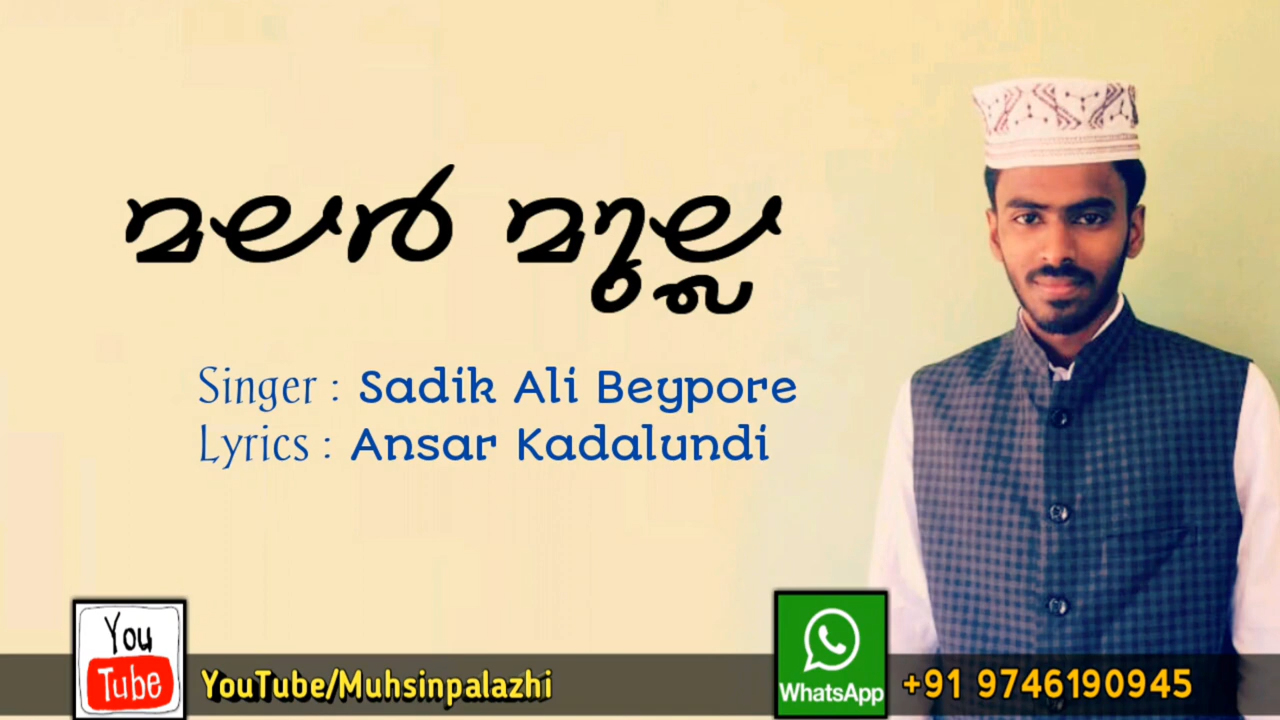 മലർ മുല്ല
Singer : Sadik Ali Beypore
Lyrics : Ansar Kadalundi
You
Tube
YouTube/Muhsinpalazhi
WhatsApp
+91 9746190945